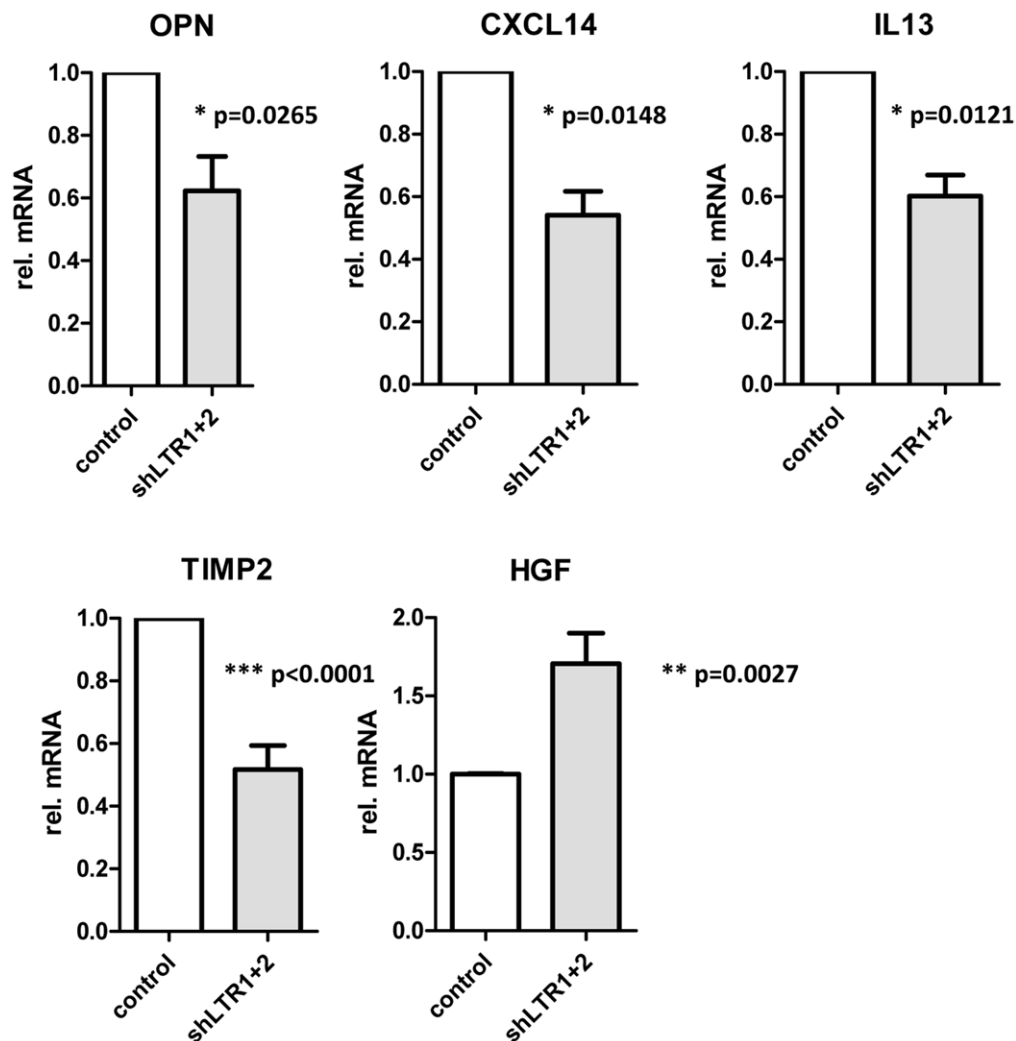 OPN
rel. mRNA
1.0
0.8
0.6
0.4
0.2
0.0
* p=0.0265
control
shLTR1+2
CXCL14
rel. mRNA
1.0
0.8
0.6
0.4
0.2
0.0
* p=0.0148
control
shLTR1+2
IL13
rel. mRNA
1.0
0.8
0.6
0.4
0.2
0.0
* p=0.0121
control
shLTR1+2
TIMP2
rel. mRNA
1.0
0.8
0.6
0.4
0.2
0.0
*** p<0.0001
control
shLTR1+2
HGF
rel. mRNA
2.0
1.5
1.0
0.5
0.0
** p=0.0027
control
shLTR1+2